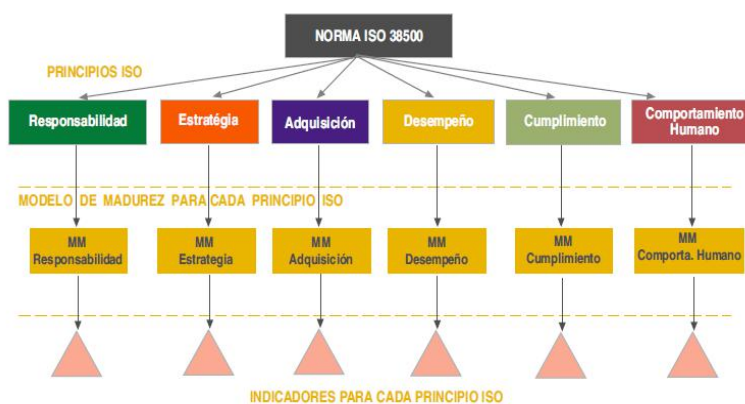 NORMA ISO 38500
PRINCIPIOS ISO
Responsabilidad
Estratégia
Adquisición
Desempeño
Cumplimiento
Comportamiento
Humano
MODELO DE MADUREZ PARA CADA PRINCIPIO ISO
MM
Responsabilidad
MM
Estrategia
MM
Adquisición
MM
Desempeño
MM
Cumplimiento
MM
Comporta. Humano
INDICADORES PARA CADA PRINCIPIO ISO